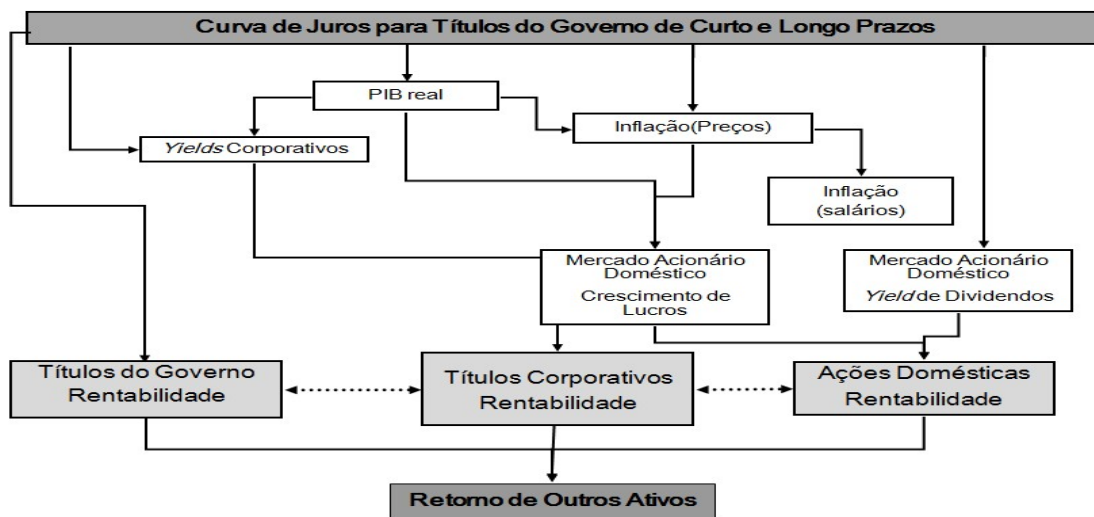 Curva de Juros para Títulos do Governo de Curto e Longo Prazos
PIB real
Inflação(Preços)
Yields Corporativos
Inflação
(salários)
Mercado Acionário
Doméstico
Crescimento de
Lucros
Mercado Acionário
Doméstico
Yield de Dividendos
Títulos do Governo
Rentabilidade
Títulos Corporativos
Rentabilidade
Ações Domésticas
Rentabilidade
Retorno de Outros Ativos